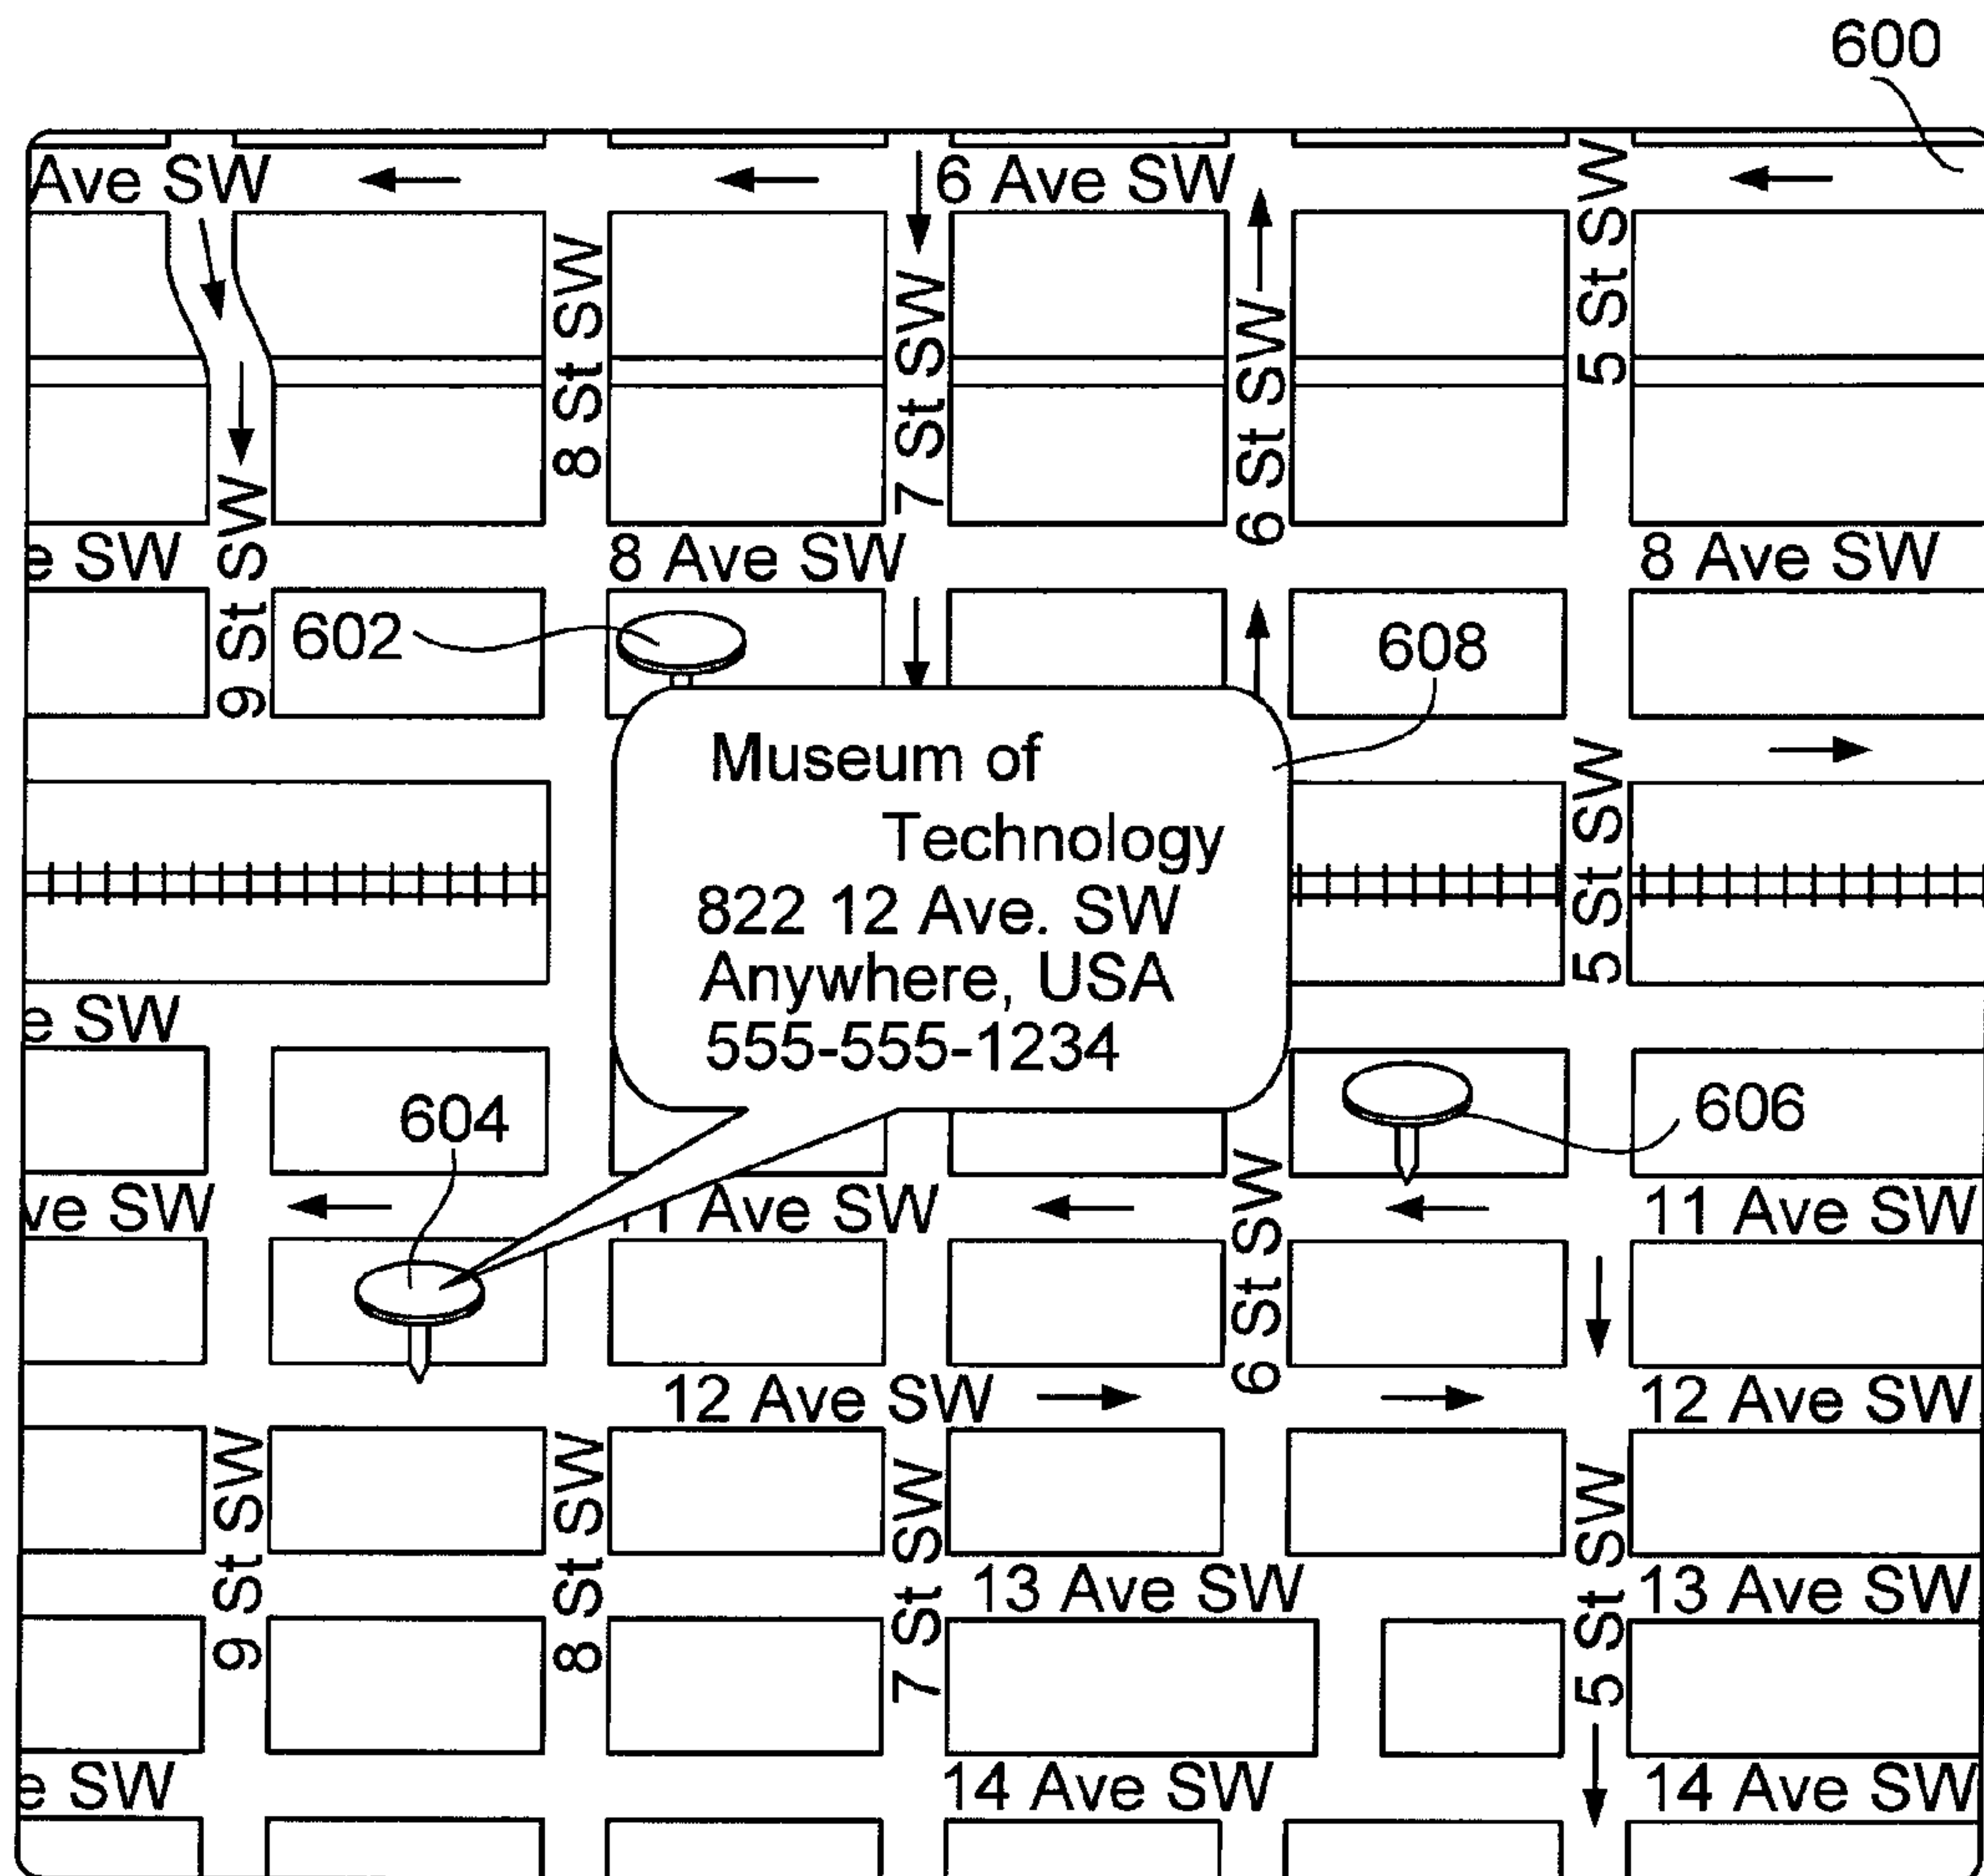 600
Ave SW
6 Ave SW
5 St SW
8 St SW
7 St SW
6 St SW
9 St SW
e SW
8 Ave SW
8 Ave SW
602
608
Museum of
Technology
822 12 Ave. SW
Anywhere, USA
555-555-1234
5 St SW
e SW
604
606
ve SW
Ave SW
11 Ave SW
6 St SW
12 Ave SW
12 Ave SW
9 St SW
8 St SW
7 St SW
5 St SW
13 Ave SW
13 Ave SW
e SW
14 Ave SW
14 Ave SW